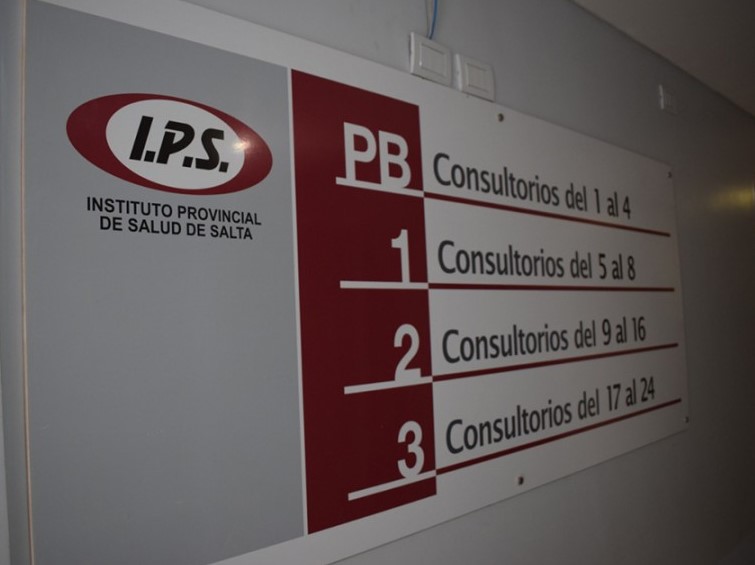 I.P.S.
INSTITUTO PROVINCIAL
DE SALUD DE SALTA
PB Consultorios del 1 al 4
1 Consultorios del 5 al 8
2 Consultorios del 9 al 16
3 Consultorios del 17 al 24